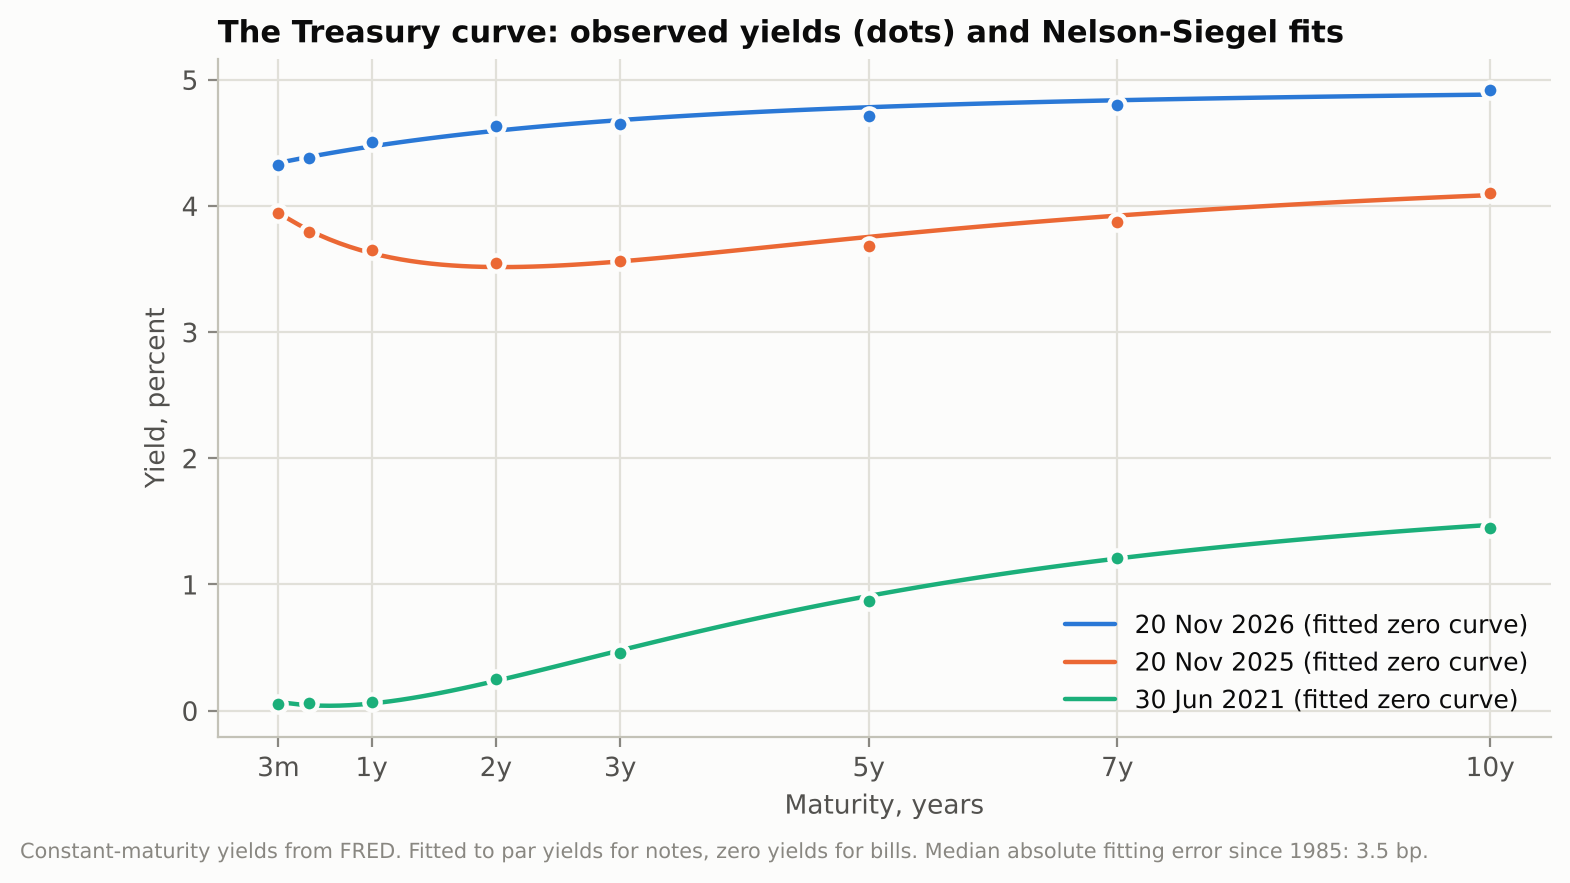 The Treasury curve: observed yields (dots) and Nelson-Siegel fits
5
4
3
2
1
0
Yield, percent
20 Nov 2026 (fitted zero curve)
20 Nov 2025 (fitted zero curve)
30 Jun 2021 (fitted zero curve)
3m 1y 2y 3y 5y 7y 10y
Maturity, years
Constant-maturity yields from FRED. Fitted to par yields for notes, zero yields for bills. Median absolute fitting error since 1985: 3.5 bp.